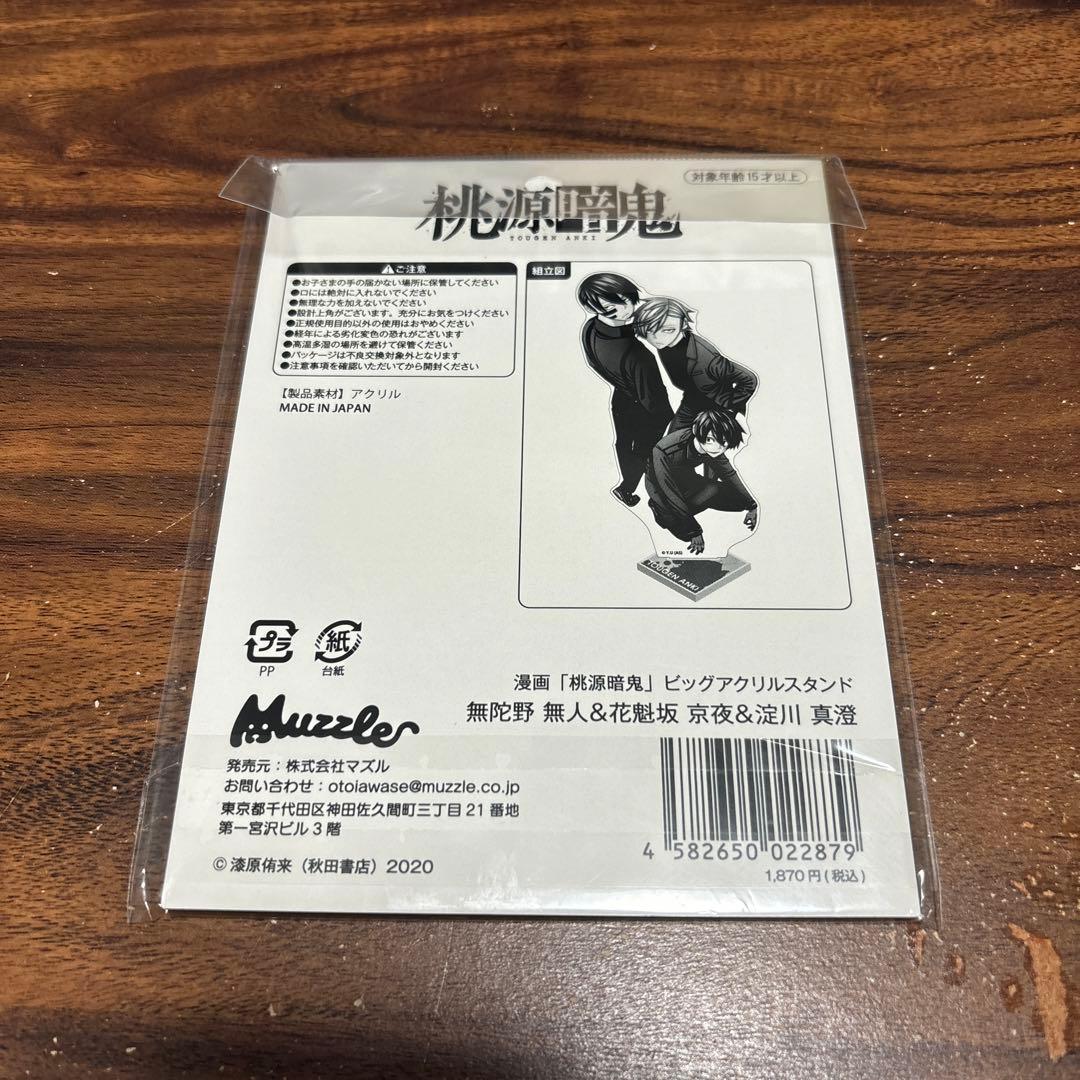 対象年齢15才以上
桃源暗鬼
TOUGEN ANKI
ご注意
●お子さまの手の届かない場所に保管してください
●口には絶対に入れないでください
●無理な力を加えないでください
●設計上角がございます。充分にお気をつけください
●正規使用目的以外の使用はおやめください
●経年による劣化変色の恐れがございます
●高温多湿の場所を避けて保管ください
●パッケージは不良交換対象外となります
●注意事項を確認いただいてから開封ください
【製品素材】アクリル
MADE IN JAPAN
組立図
© Y.U (AS)
TOUGEN ANKI
プラ
PP
紙
台紙
漫画「桃源暗鬼」ビッグアクリルスタンド
無陀野 無人&花魁坂 京夜&淀川 真澄
Muzzle
発売元：株式会社マズル
お問い合わせ：otoiawase@muzzle.co.jp
東京都千代田区神田佐久間町三丁目21番地
第一宮沢ビル3階
© 漆原侑来（秋田書店）2020
4 582650 022879
1,870円(税込)